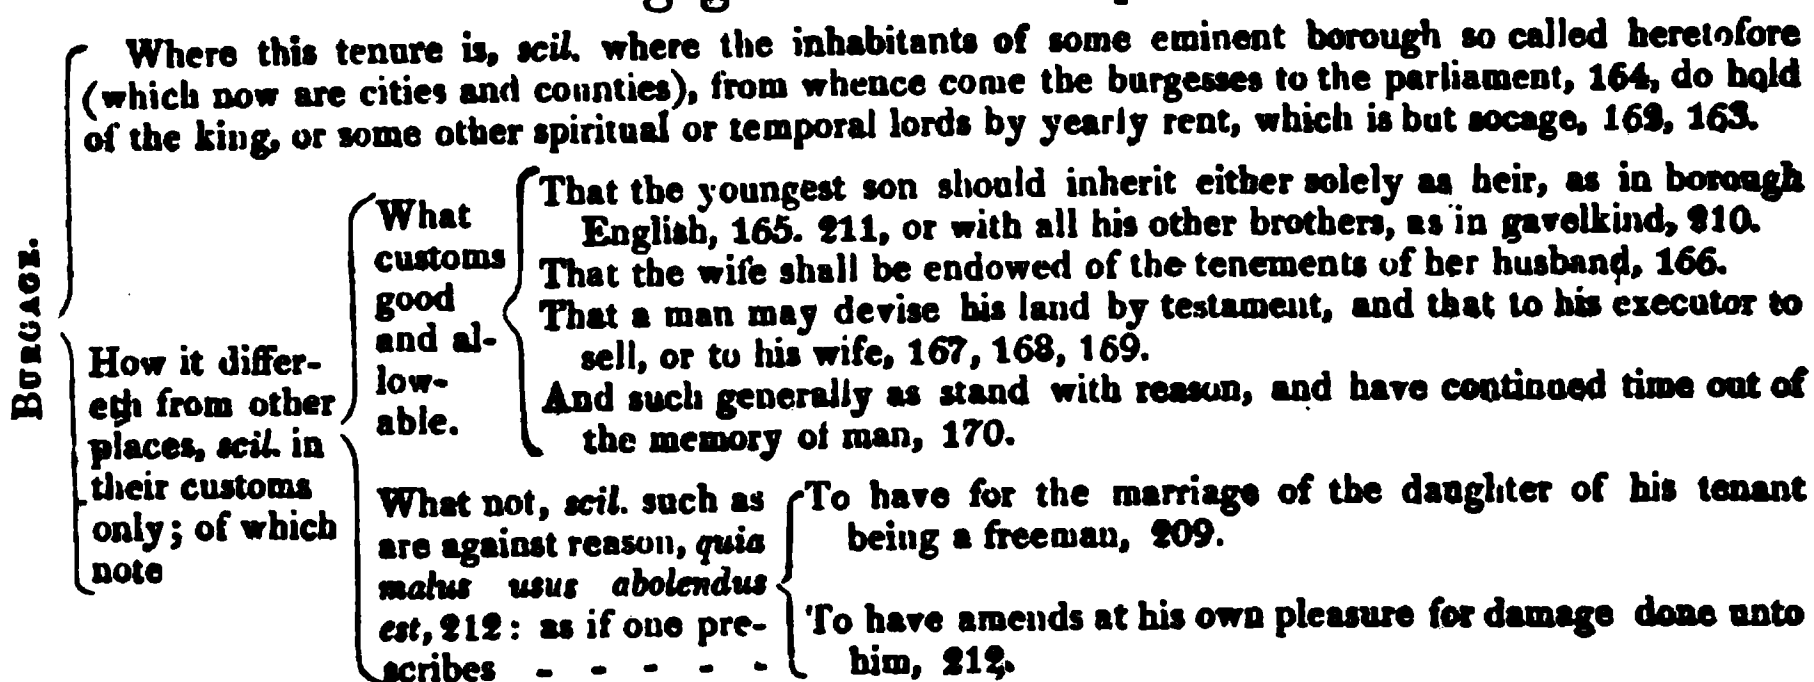 BURGAGE.
Where this tenure is, scil. where the inhabitants of some eminent borough so called heretofore
(which now are cities and counties), from whence come the burgesses to the parliament, 164, do hold
of the king, or some other spiritual or temporal lords by yearly rent, which is but socage, 162, 163.
How it differ-
eth from other
places, scil. in
their customs
only; of which
note
What
customs
good
and al-
low-
able.
That the youngest son should inherit either solely as heir, as in borough
English, 165. 211, or with all his other brothers, as in gavelkind, 210.
That the wife shall be endowed of the tenements of her husband, 166.
That a man may devise his land by testament, and that to his executor to
sell, or to his wife, 167, 168, 169.
And such generally as stand with reason, and have continued time out of
the memory of man, 170.
What not, scil. such as
are against reason, quia
malus usus abolendus
est, 212: as if one pre-
scribes - - - - -
To have for the marriage of the daughter of his tenant
being a freeman, 209.
To have amends at his own pleasure for damage done unto
him, 212.